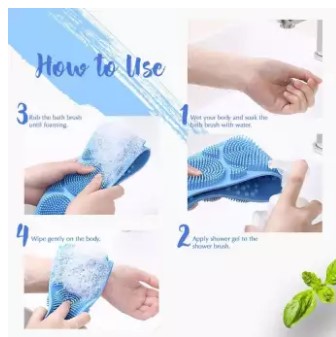 How to Use
1
Wet your body and soak the
bath brush with water.
2
Apply shower gel to the
shower brush.
3
Rub the bath brush
until foaming.
4
Wipe gently on the body.